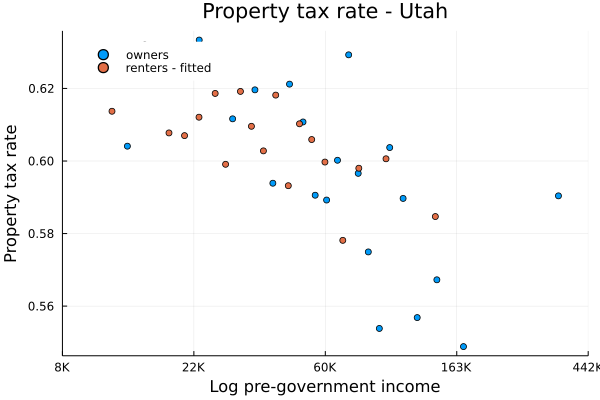 Property tax rate - Utah
owners
renters - fitted
Property tax rate
0.62
0.60
0.58
0.56
8K
22K
60K
163K
442K
Log pre-government income